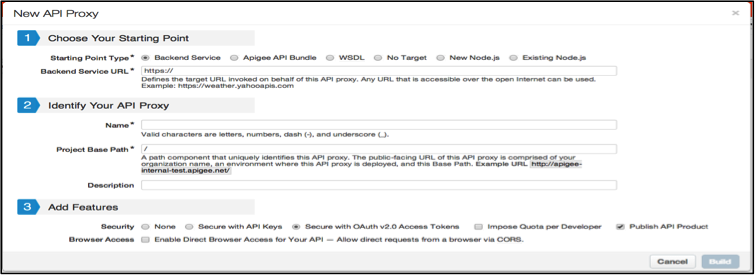 New API Proxy ×
1 Choose Your Starting Point
Starting Point Type* Backend Service Apigee API Bundle WSDL No Target New Node.js Existing Node.js
Backend Service URL* https://
Defines the target URL invoked on behalf of this API proxy. Any URL that is accessible over the open Internet can be used.
Example: https://weather.yahooapis.com
2 Identify Your API Proxy
Name*
Valid characters are letters, numbers, dash (-), and underscore (_).
Project Base Path* /
A path component that uniquely identifies this API proxy. The public-facing URL of this API proxy is comprised of your
organization name, an environment where this API proxy is deployed, and this Base Path. Example URL http://apigee-
internal-test.apigee.net/
Description
3 Add Features
Security None Secure with API Keys Secure with OAuth v2.0 Access Tokens Impose Quota per Developer Publish API Product
Browser Access Enable Direct Browser Access for Your API — Allow direct requests from a browser via CORS.
Cancel Build